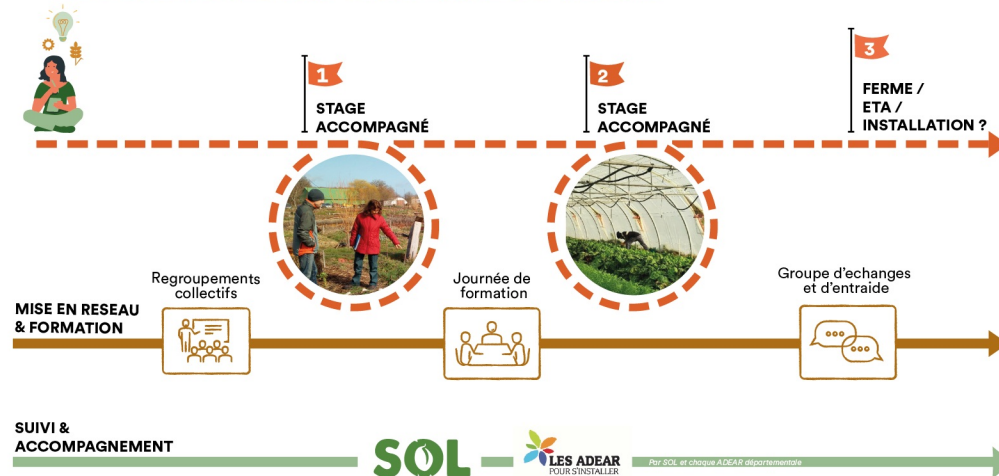 1
STAGE
ACCOMPAGNÉ
2
STAGE
ACCOMPAGNÉ
3
FERME /
ETA /
INSTALLATION ?
Regroupements
collectifs
Journée de
formation
Groupe d'echanges
et d'entraide
MISE EN RESEAU
& FORMATION
SUIVI &
ACCOMPAGNEMENT
SOL
LES ADEAR
POUR S'INSTALLER
Par SOL et chaque ADEAR départementale